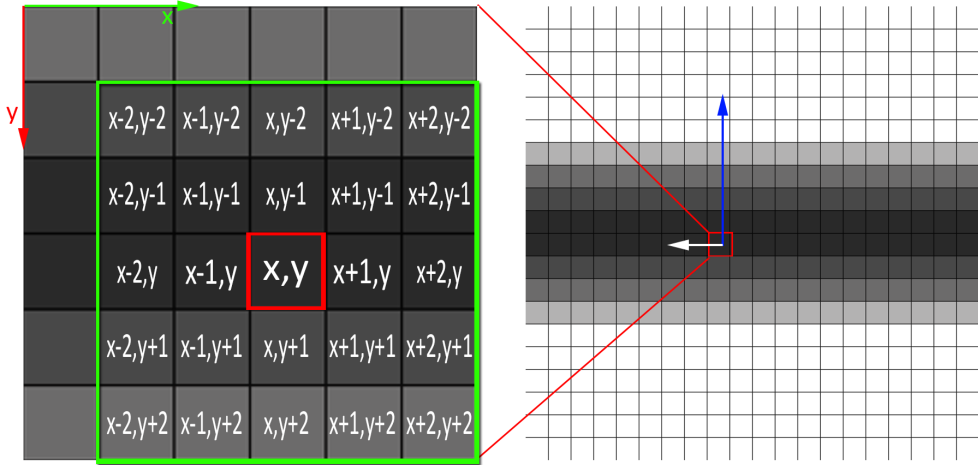 x
y
x-2,y-2 x-1,y-2 x,y-2 x+1,y-2 x+2,y-2
x-2,y-1 x-1,y-1 x,y-1 x+1,y-1 x+2,y-1
x-2,y x-1,y x,y x+1,y x+2,y
x-2,y+1 x-1,y+1 x,y+1 x+1,y+1 x+2,y+1
x-2,y+2 x-1,y+2 x,y+2 x+1,y+2 x+2,y+2